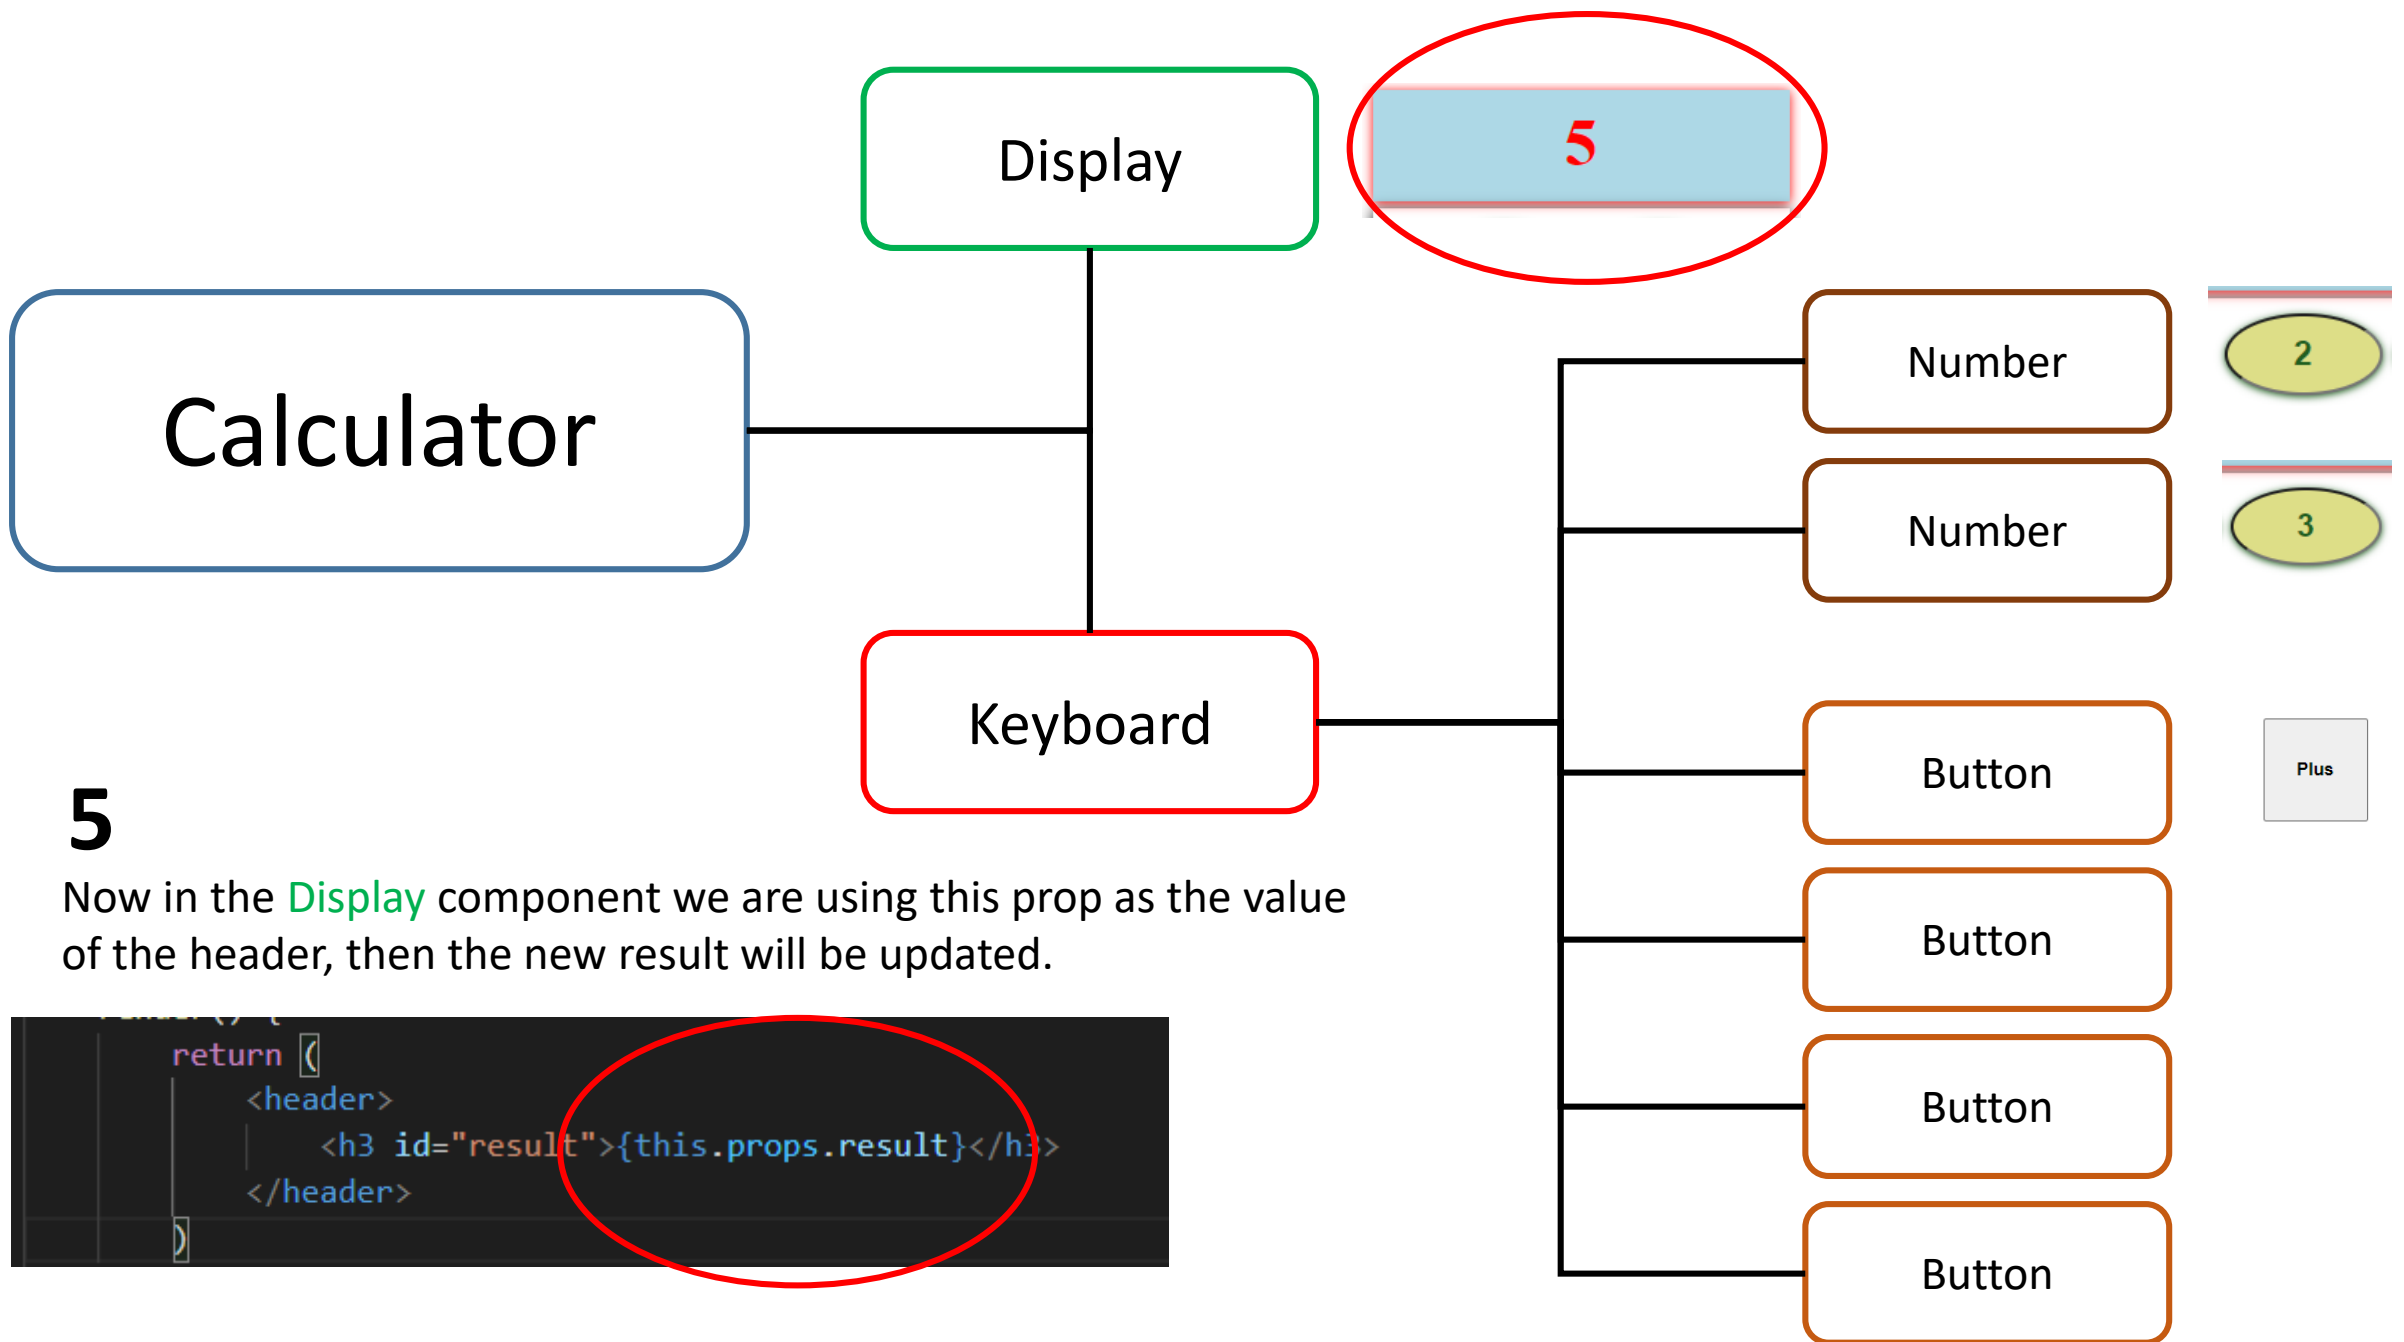 Display
5
Calculator
Number
2
Number
3
Keyboard
Button
Plus
5
Now in the Display component we are using this prop as the value
of the header, then the new result will be updated.
Button
return (
<header>
<h3 id="result">{this.props.result}</h3>
</header>
)
Button
Button